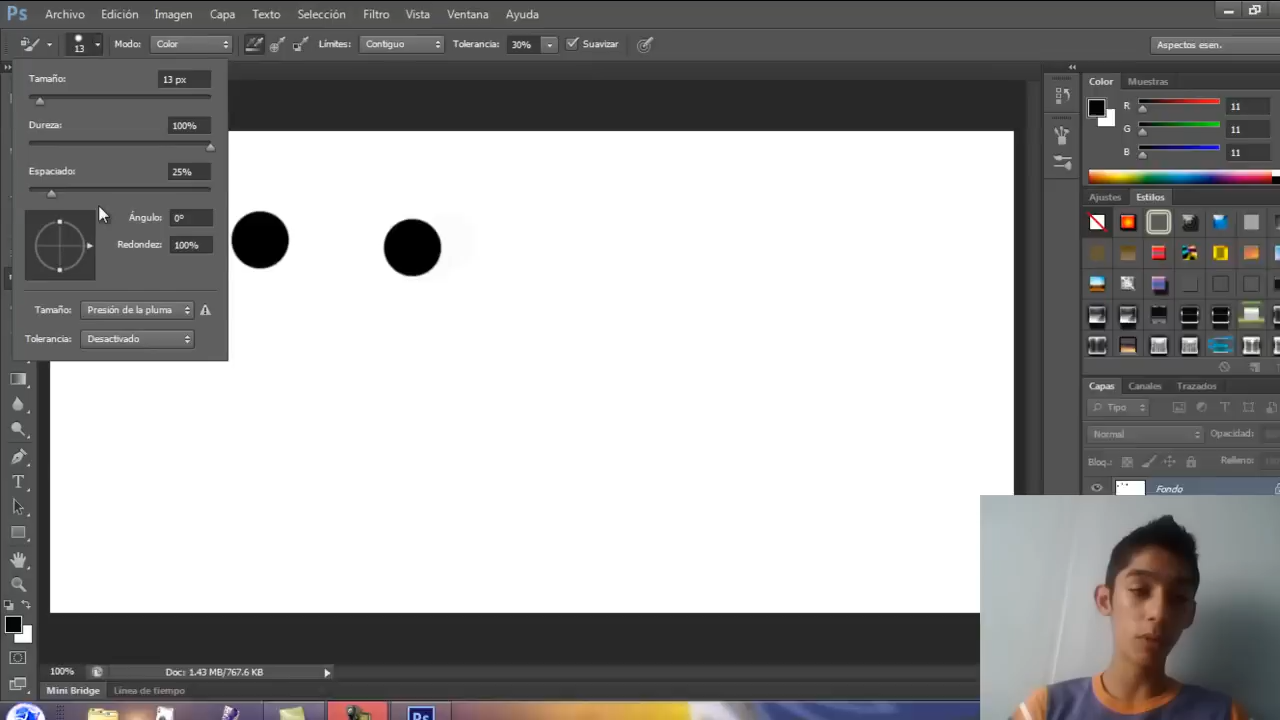 Ps Archivo Edición Imagen Capa Texto Selección Filtro Vista Ventana Ayuda
13 Modo: Color Límites: Contiguo Tolerancia: 30% Suavizar Aspectos esen.
Tamaño: 13 px
Dureza: 100%
Espaciado: 25%
Ángulo: 0º
Redondez: 100%
Tamaño: Presión de la pluma
Tolerancia: Desactivado
Color Muestras
R 11
G 11
B 11
Ajustes Estilos
Capas Canales Trazados
Tipo
Normal Opacidad:
Bloq.: Relleno:
Fondo
T
100% Doc: 1.43 MB/767.6 KB
Mini Bridge Línea de tiempo
Ps